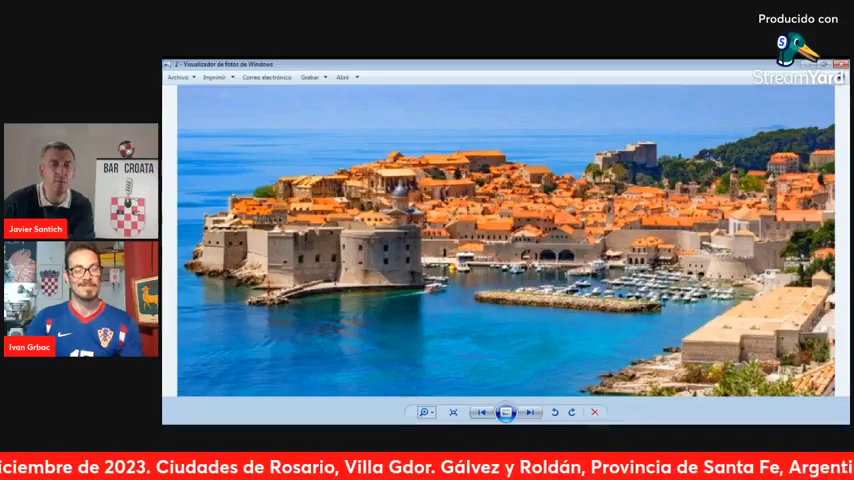 Producido con
S
StreamYard
2 - Visualizador de fotos de Windows
Archivo Imprimir Correo electrónico Grabar Abrir
BAR CROATA
Javier Santich
Ivan Grbac
iciembre de 2023. Ciudades de Rosario, Villa Gdor. Gálvez y Roldán, Provincia de Santa Fe, Argenti